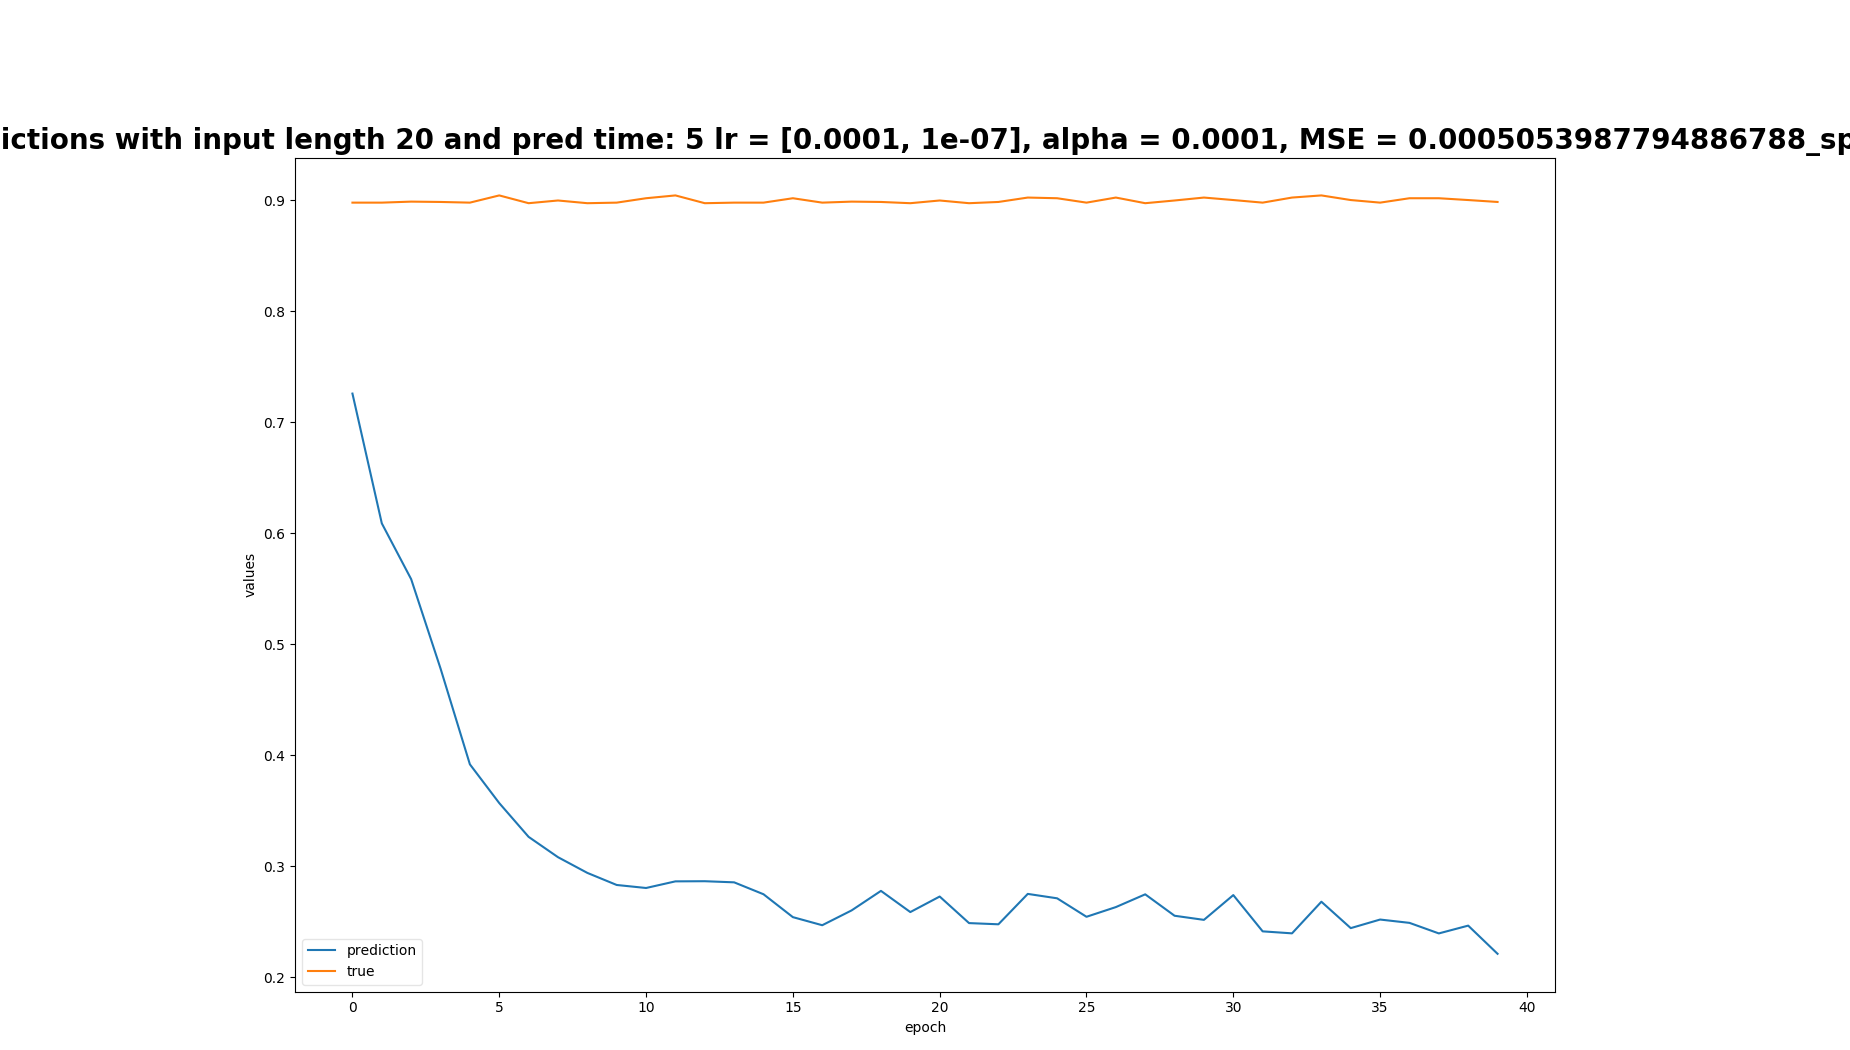 ictions with input length 20 and pred time: 5 lr = [0.0001, 1e-07], alpha = 0.0001, MSE = 0.0005053987794886788_sp
0.9
0.8
0.7
0.6
0.5
0.4
0.3
0.2
values
prediction
true
0 5 10 15 20 25 30 35 40
epoch